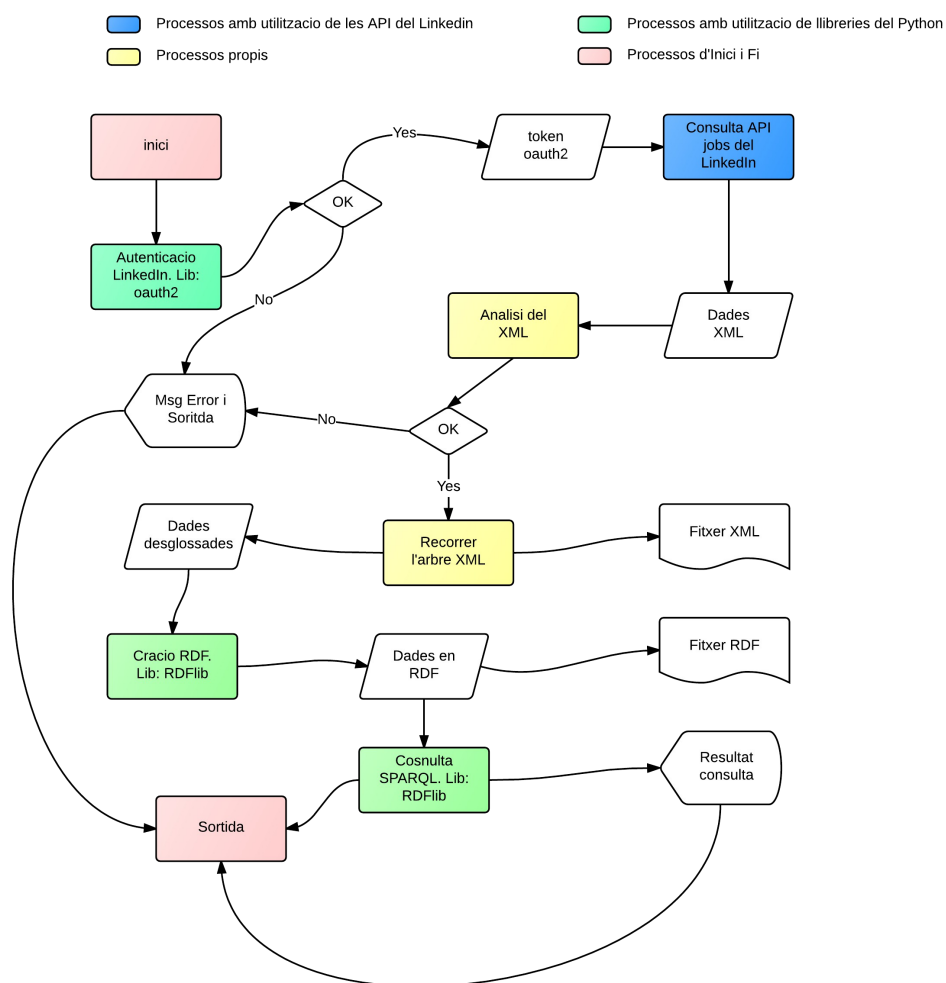 Processos amb utilitzacio de les API del Linkedin
Processos amb utilitzacio de llibreries del Python
Processos propis
Processos d'Inici i Fi
inici
Yes
token
oauth2
Consulta API
jobs del
LinkedIn
OK
Autenticacio
LinkedIn. Lib:
oauth2
No
Analisi del
XML
Dades
XML
Msg Error i
Soritda
No
OK
Yes
Dades
desglossades
Recorrer
l'arbre XML
Fitxer XML
Cracio RDF.
Lib: RDFlib
Dades en
RDF
Fitxer RDF
Cosnulta
SPARQL. Lib:
RDFlib
Resultat
consulta
Sortida